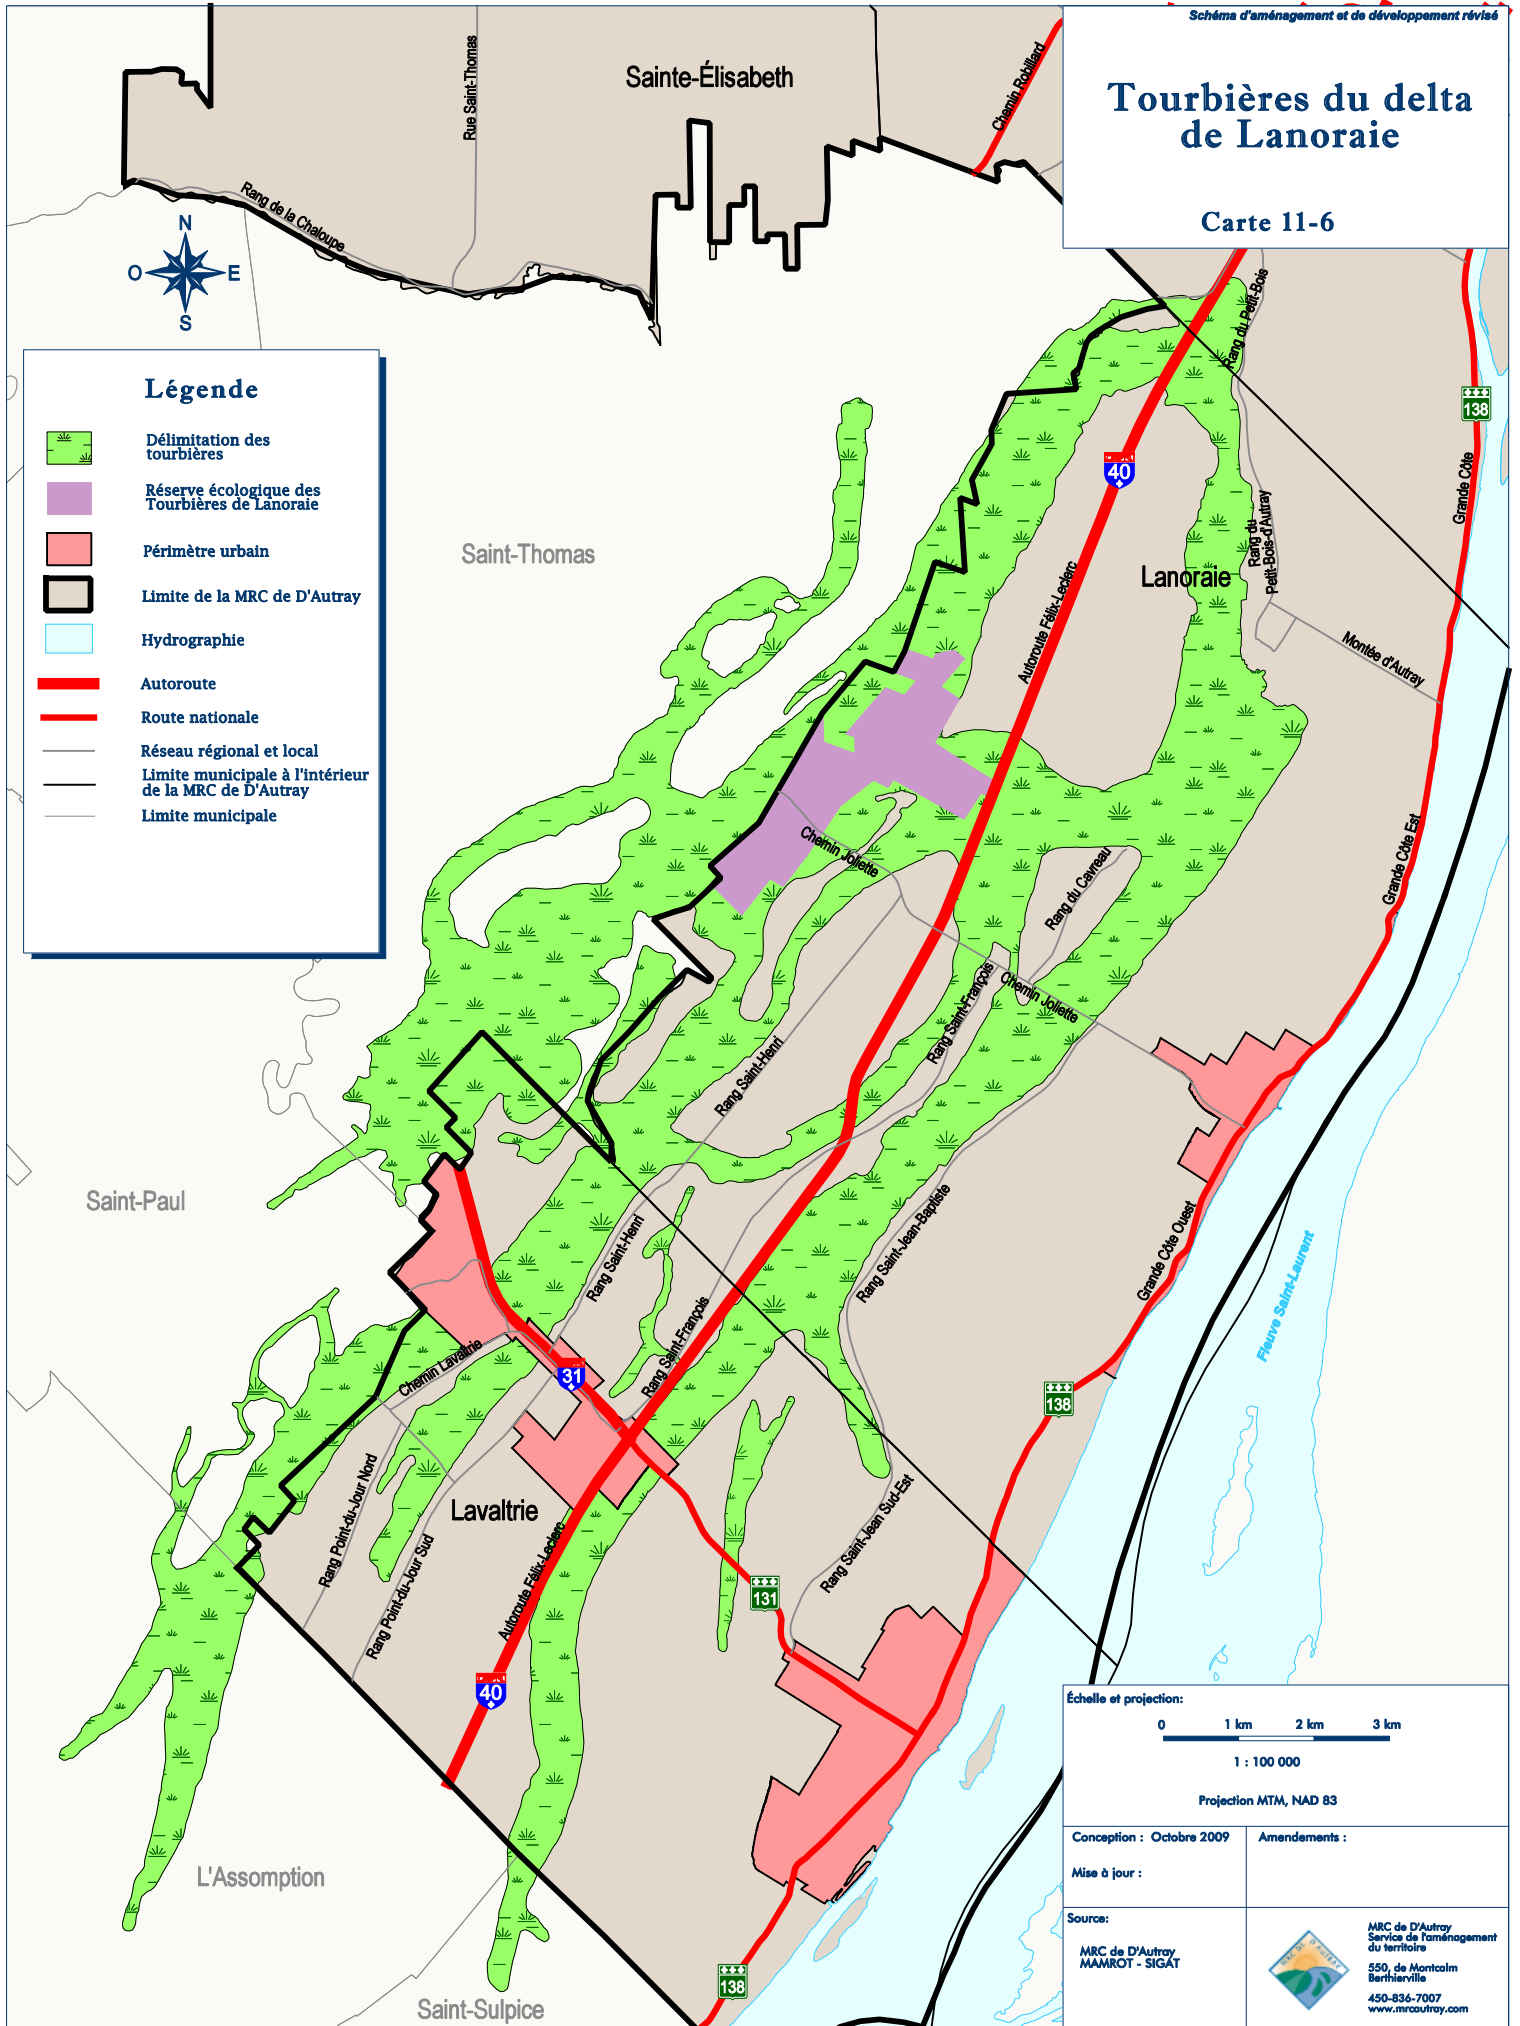 Schéma d'aménagement et de développement révisé
Tourbières du delta
de Lanoraie
Carte 11-6
Sainte-Élisabeth
Rue Saint-Thomas
Chemin Robillard
Rang de la Chaloupe
N
O
E
S
Légende
Délimitation des
tourbières
Réserve écologique des
Tourbières de Lanoraie
Périmètre urbain
Limite de la MRC de D'Autray
Hydrographie
Autoroute
Route nationale
Réseau régional et local
Limite municipale à l'intérieur
de la MRC de D'Autray
Limite municipale
Rang du Petit-Bois
138
Grande Côte
40
Saint-Thomas
Rang du
Petit-Bois-d'Autray
Lanoraie
Autoroute Félix-Leclerc
Montée d'Autray
Chemin Joliette
Grande Côte Est
Rang du Cavreau
Rang Saint-François
Chemin Joliette
Rang Saint-Henri
Saint-Paul
Rang Saint-Henri
Rang Saint-Jean-Baptiste
Grande Côte Ouest
Fleuve Saint-Laurent
Rang Saint-François
Chemin Lavaltrie
31
138
Rang Point-du-Jour Nord
Lavaltrie
Rang Point-du-Jour Sud
Autoroute Félix-Leclerc
Rang Saint-Jean Sud-Est
131
40
L'Assomption
138
Saint-Sulpice
Échelle et projection:
0 1 km 2 km 3 km
1 : 100 000
Projection MTM, NAD 83
Conception : Octobre 2009
Amendements :
Mise à jour :
Source:
MRC de D'Autray
MAMROT - SIGAT
MRC DE D'AUTRAY
MRC de D'Autray
Service de l'aménagement
du territoire
550, de Montcalm
Berthierville
450-836-7007
www.mrcautray.com